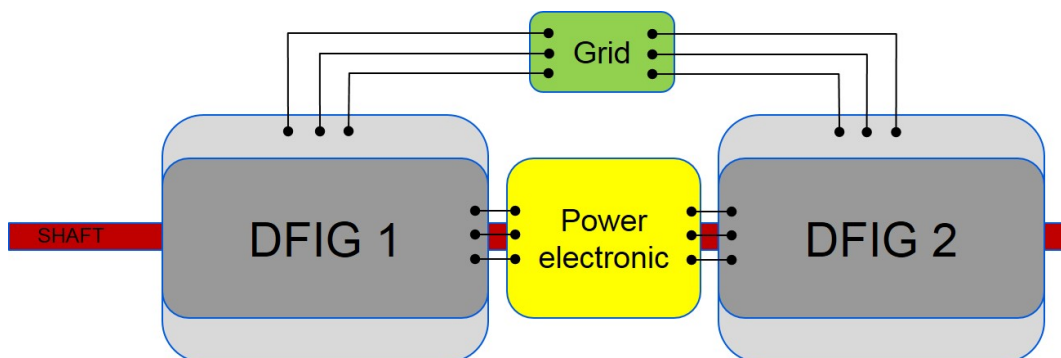 Grid
SHAFT
DFIG 1
Power
electronic
DFIG 2